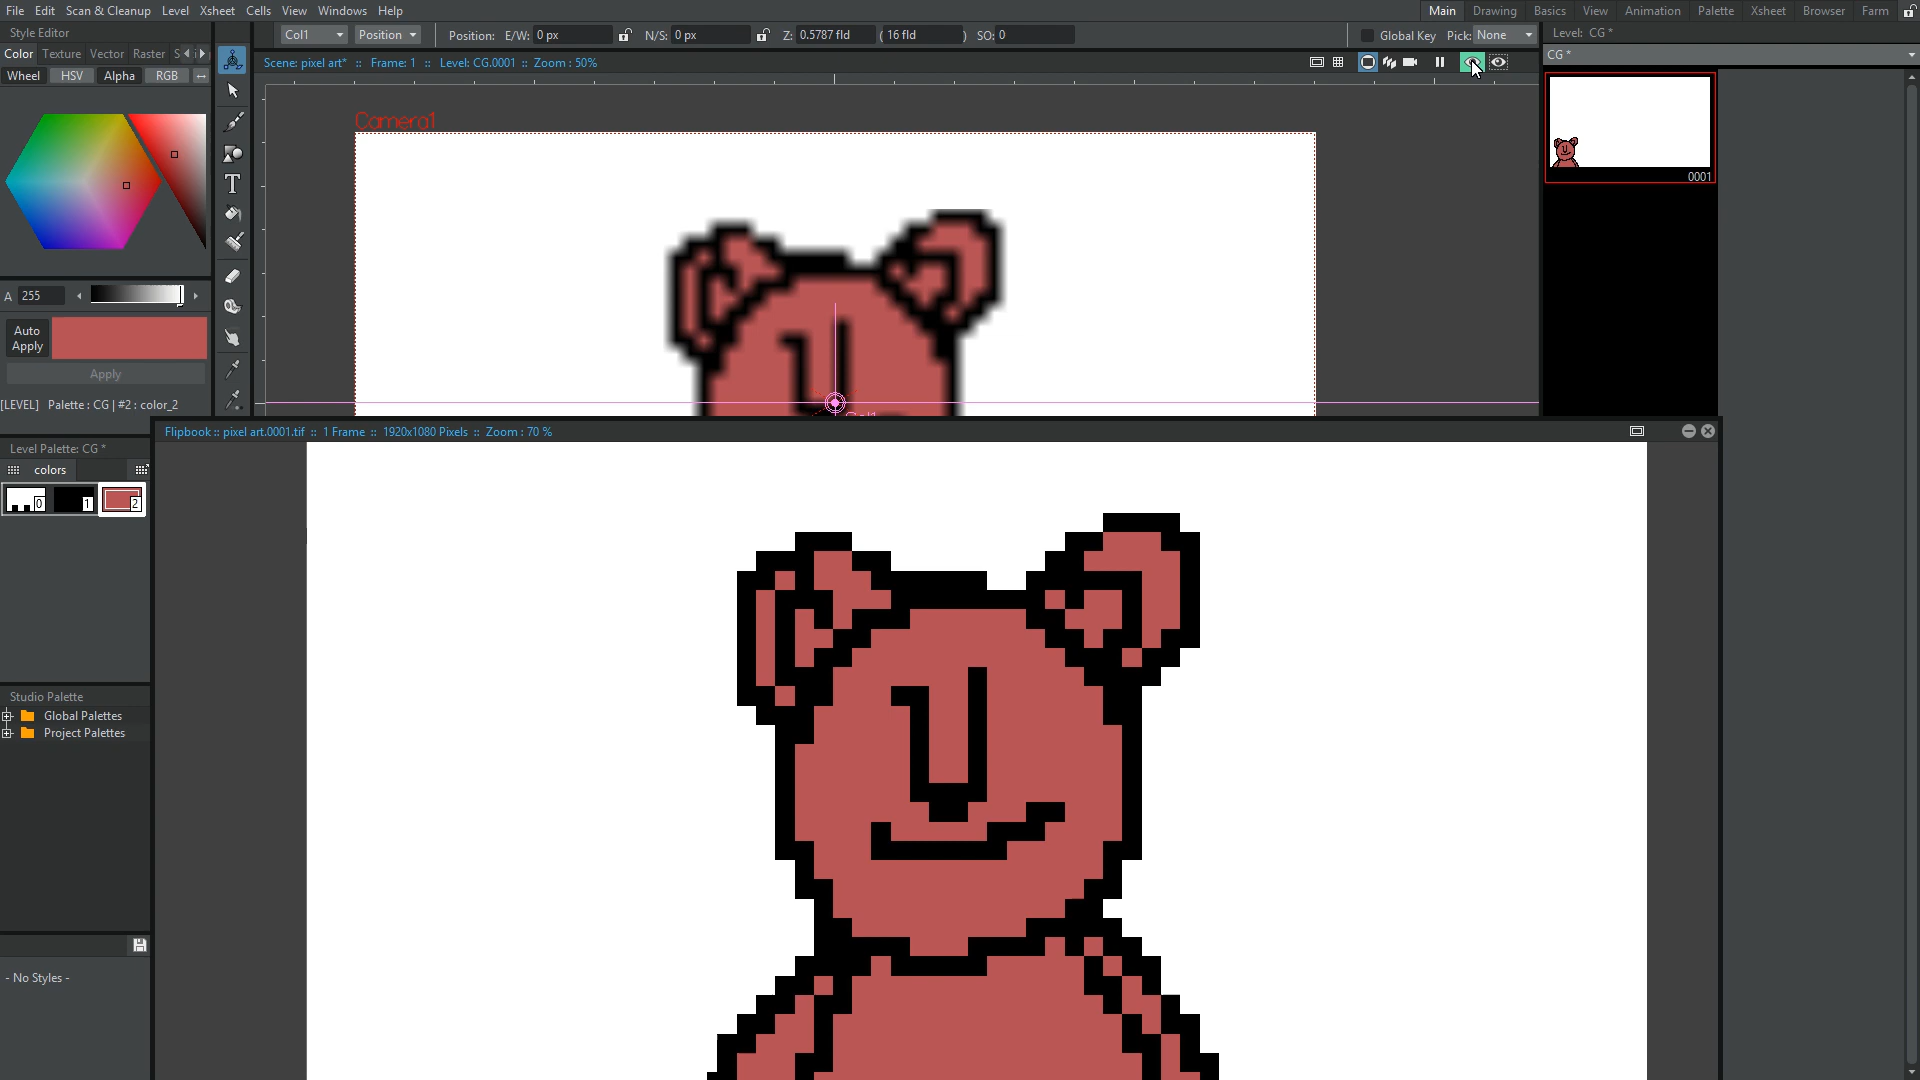 File Edit Scan & Cleanup Level Xsheet Cells View Windows Help
Main Drawing Basics View Animation Palette Xsheet Browser Farm
Style Editor
Color Texture Vector Raster S
Wheel HSV Alpha RGB
A 255
Auto Apply
Apply
[LEVEL] Palette : CG | #2 : color_2
Col1 Position Position: E/W: 0 px N/S: 0 px Z: 0.5787 fld ( 16 fld ) SO: 0
Global Key Pick: None
Scene: pixel art* :: Frame: 1 :: Level: CG.0001 :: Zoom : 50%
Camera1
Level: CG *
CG *
0001
Level Palette: CG *
colors
0 1 2
Studio Palette
Global Palettes
Project Palettes
- No Styles -
Flipbook :: pixel art.0001.tif :: 1 Frame :: 1920x1080 Pixels :: Zoom : 70 %